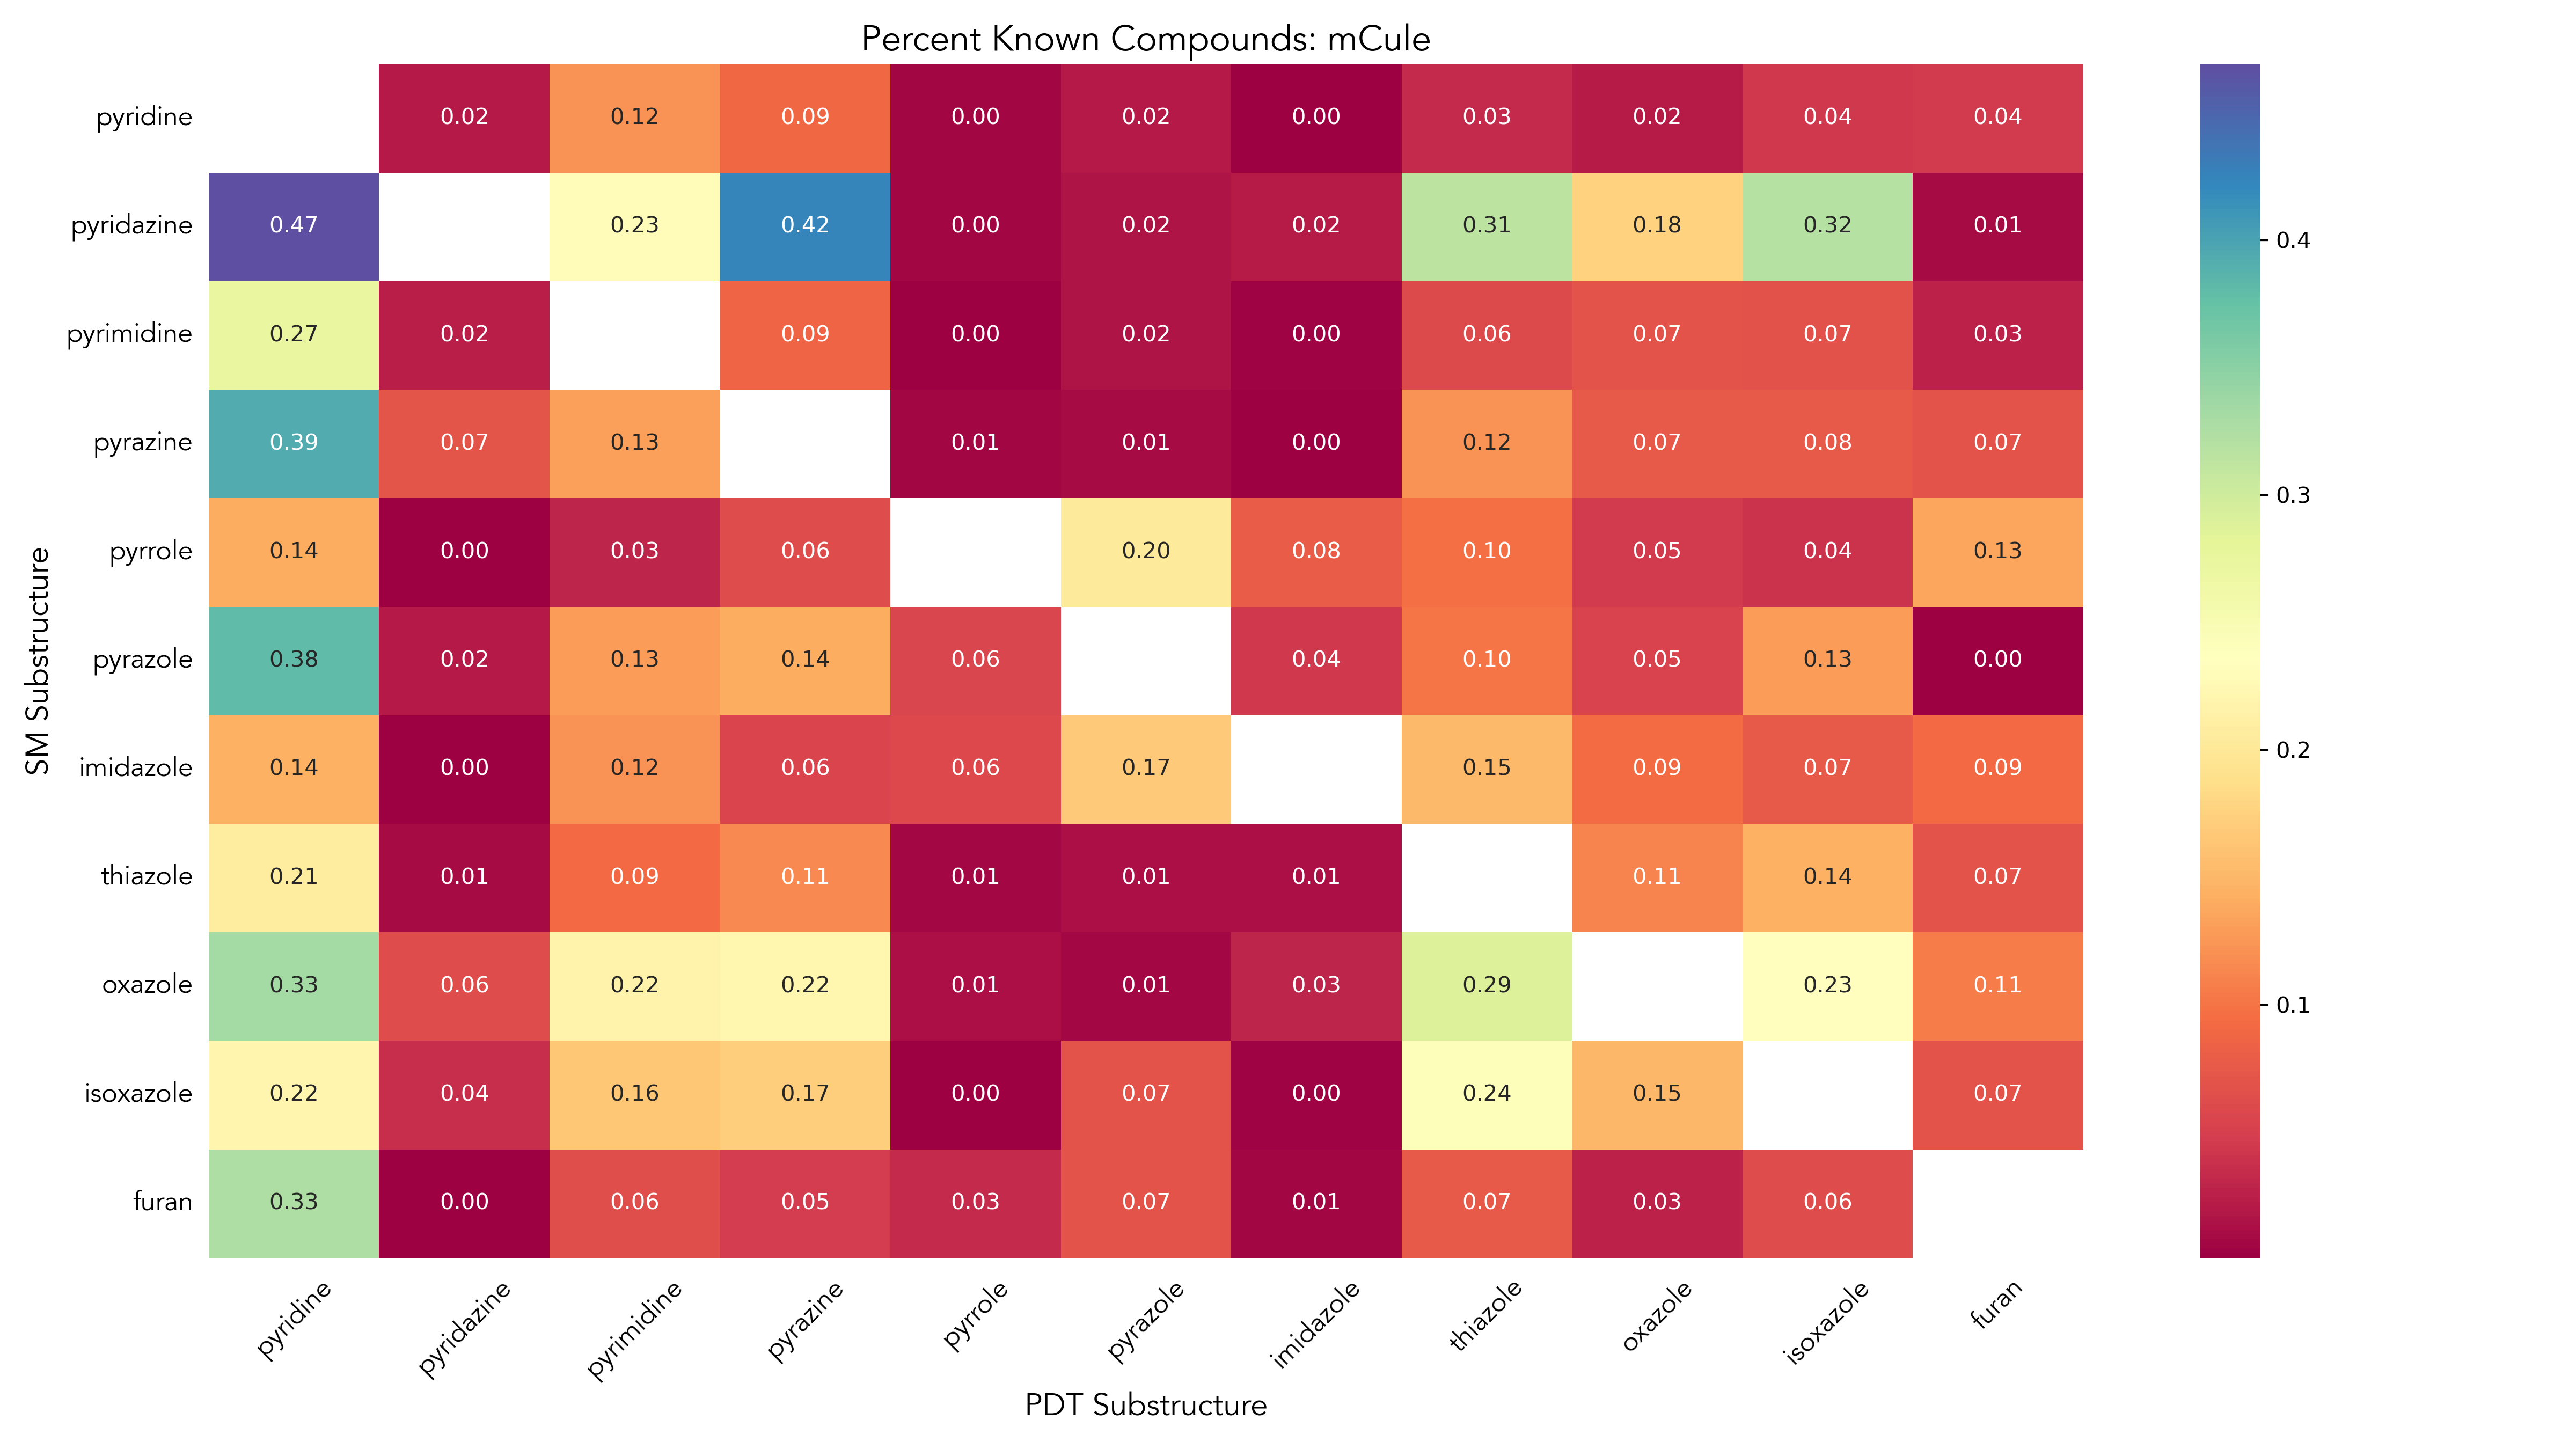 Percent Known Compounds: mCule
pyridine 0.02 0.12 0.09 0.00 0.02 0.00 0.03 0.02 0.04 0.04
pyridazine 0.47 0.23 0.42 0.00 0.02 0.02 0.31 0.18 0.32 0.01
0.4
pyrimidine 0.27 0.02 0.09 0.00 0.02 0.00 0.06 0.07 0.07 0.03
pyrazine 0.39 0.07 0.13 0.01 0.01 0.00 0.12 0.07 0.08 0.07
0.3
pyrrole 0.14 0.00 0.03 0.06 0.20 0.08 0.10 0.05 0.04 0.13
SM Substructure
pyrazole 0.38 0.02 0.13 0.14 0.06 0.04 0.10 0.05 0.13 0.00
0.2
imidazole 0.14 0.00 0.12 0.06 0.06 0.17 0.15 0.09 0.07 0.09
thiazole 0.21 0.01 0.09 0.11 0.01 0.01 0.01 0.11 0.14 0.07
oxazole 0.33 0.06 0.22 0.22 0.01 0.01 0.03 0.29 0.23 0.11
0.1
isoxazole 0.22 0.04 0.16 0.17 0.00 0.07 0.00 0.24 0.15 0.07
furan 0.33 0.00 0.06 0.05 0.03 0.07 0.01 0.07 0.03 0.06
pyridine pyridazine pyrimidine pyrazine pyrrole pyrazole imidazole thiazole oxazole isoxazole furan
PDT Substructure